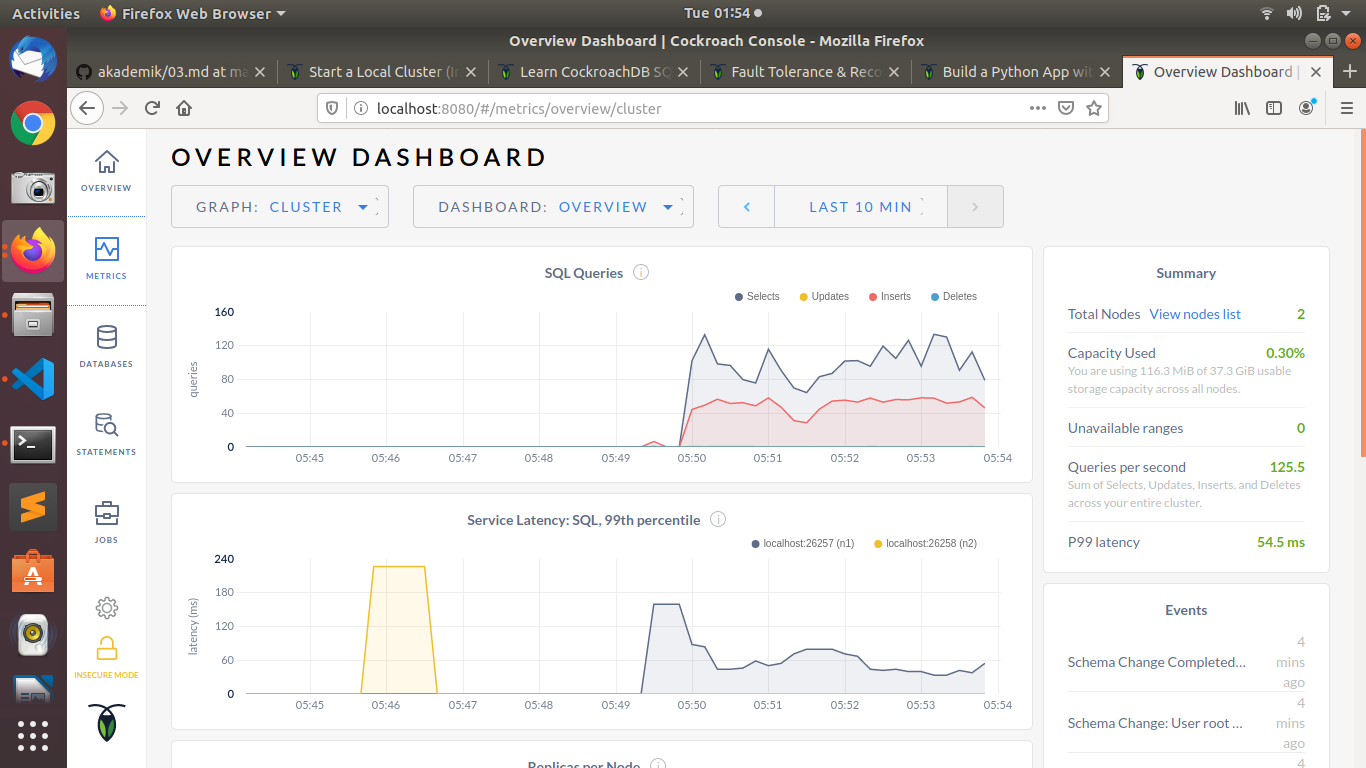 Activities Firefox Web Browser Tue 01:54
Overview Dashboard | Cockroach Console - Mozilla Firefox
akademik/03.md at ma Start a Local Cluster (In Learn CockroachDB SQ Fault Tolerance & Reco Build a Python App wit Overview Dashboard |
localhost:8080/#/metrics/overview/cluster
OVERVIEW
METRICS
DATABASES
STATEMENTS
JOBS
INSECURE MODE
OVERVIEW DASHBOARD
GRAPH: CLUSTER DASHBOARD: OVERVIEW LAST 10 MIN
SQL Queries
Selects Updates Inserts Deletes
queries
160
120
80
40
0
05:45 05:46 05:47 05:48 05:49 05:50 05:51 05:52 05:53 05:54
Service Latency: SQL, 99th percentile
localhost:26257 (n1) localhost:26258 (n2)
latency (ms)
240
180
120
60
0
05:45 05:46 05:47 05:48 05:49 05:50 05:51 05:52 05:53 05:54
Replicas per Node
Summary
Total Nodes View nodes list 2
Capacity Used 0.30%
You are using 116.3 MiB of 37.3 GiB usable
storage capacity across all nodes.
Unavailable ranges 0
Queries per second 125.5
Sum of Selects, Updates, Inserts, and Deletes
across your entire cluster.
P99 latency 54.5 ms
Events
Schema Change Completed... 4
mins
ago
Schema Change: User root ... 4
mins
ago
4